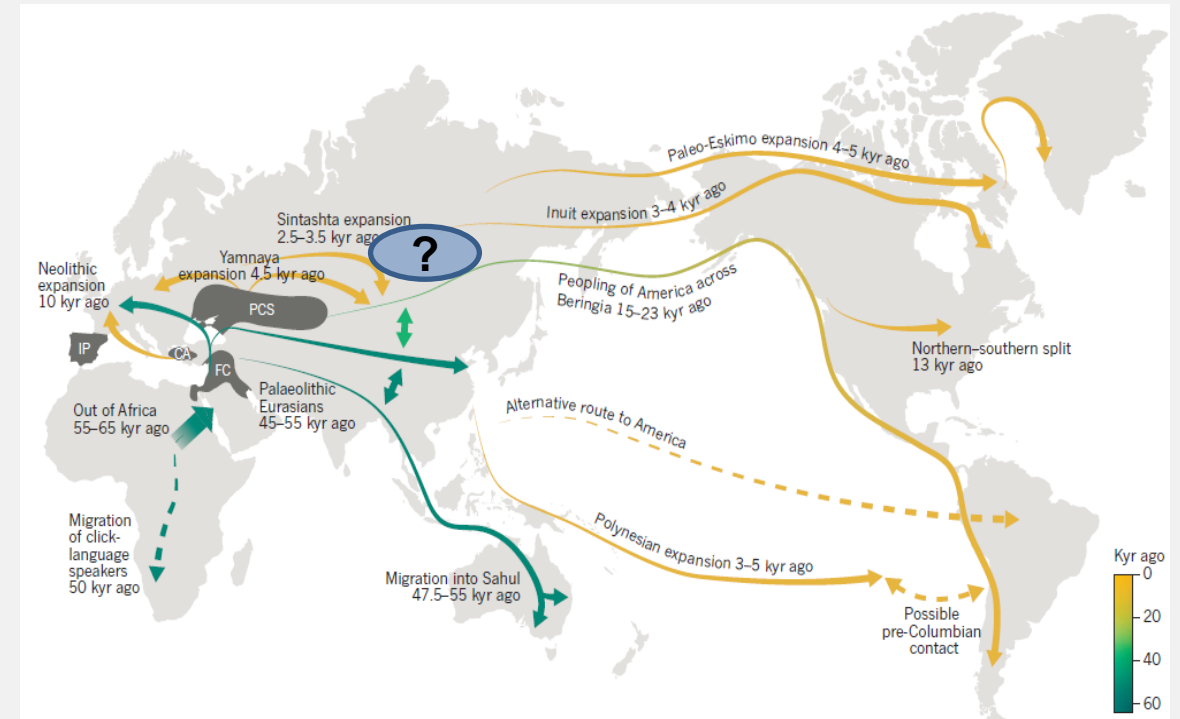 Paleo-Eskimo expansion 4–5 kyr ago
Inuit expansion 3–4 kyr ago
Sintashta expansion
2.5–3.5 kyr ago
?
Yamnaya
expansion 4.5 kyr ago
Neolithic
expansion
10 kyr ago
PCS
IP
CA
FC
Peopling of America across
Beringia 15–23 kyr ago
Northern–southern split
13 kyr ago
Palaeolithic
Eurasians
45–55 kyr ago
Out of Africa
55–65 kyr ago
Alternative route to America
Migration
of click-
language
speakers
50 kyr ago
Polynesian expansion 3–5 kyr ago
Migration into Sahul
47.5–55 kyr ago
Possible
pre-Columbian
contact
Kyr ago
0
20
40
60